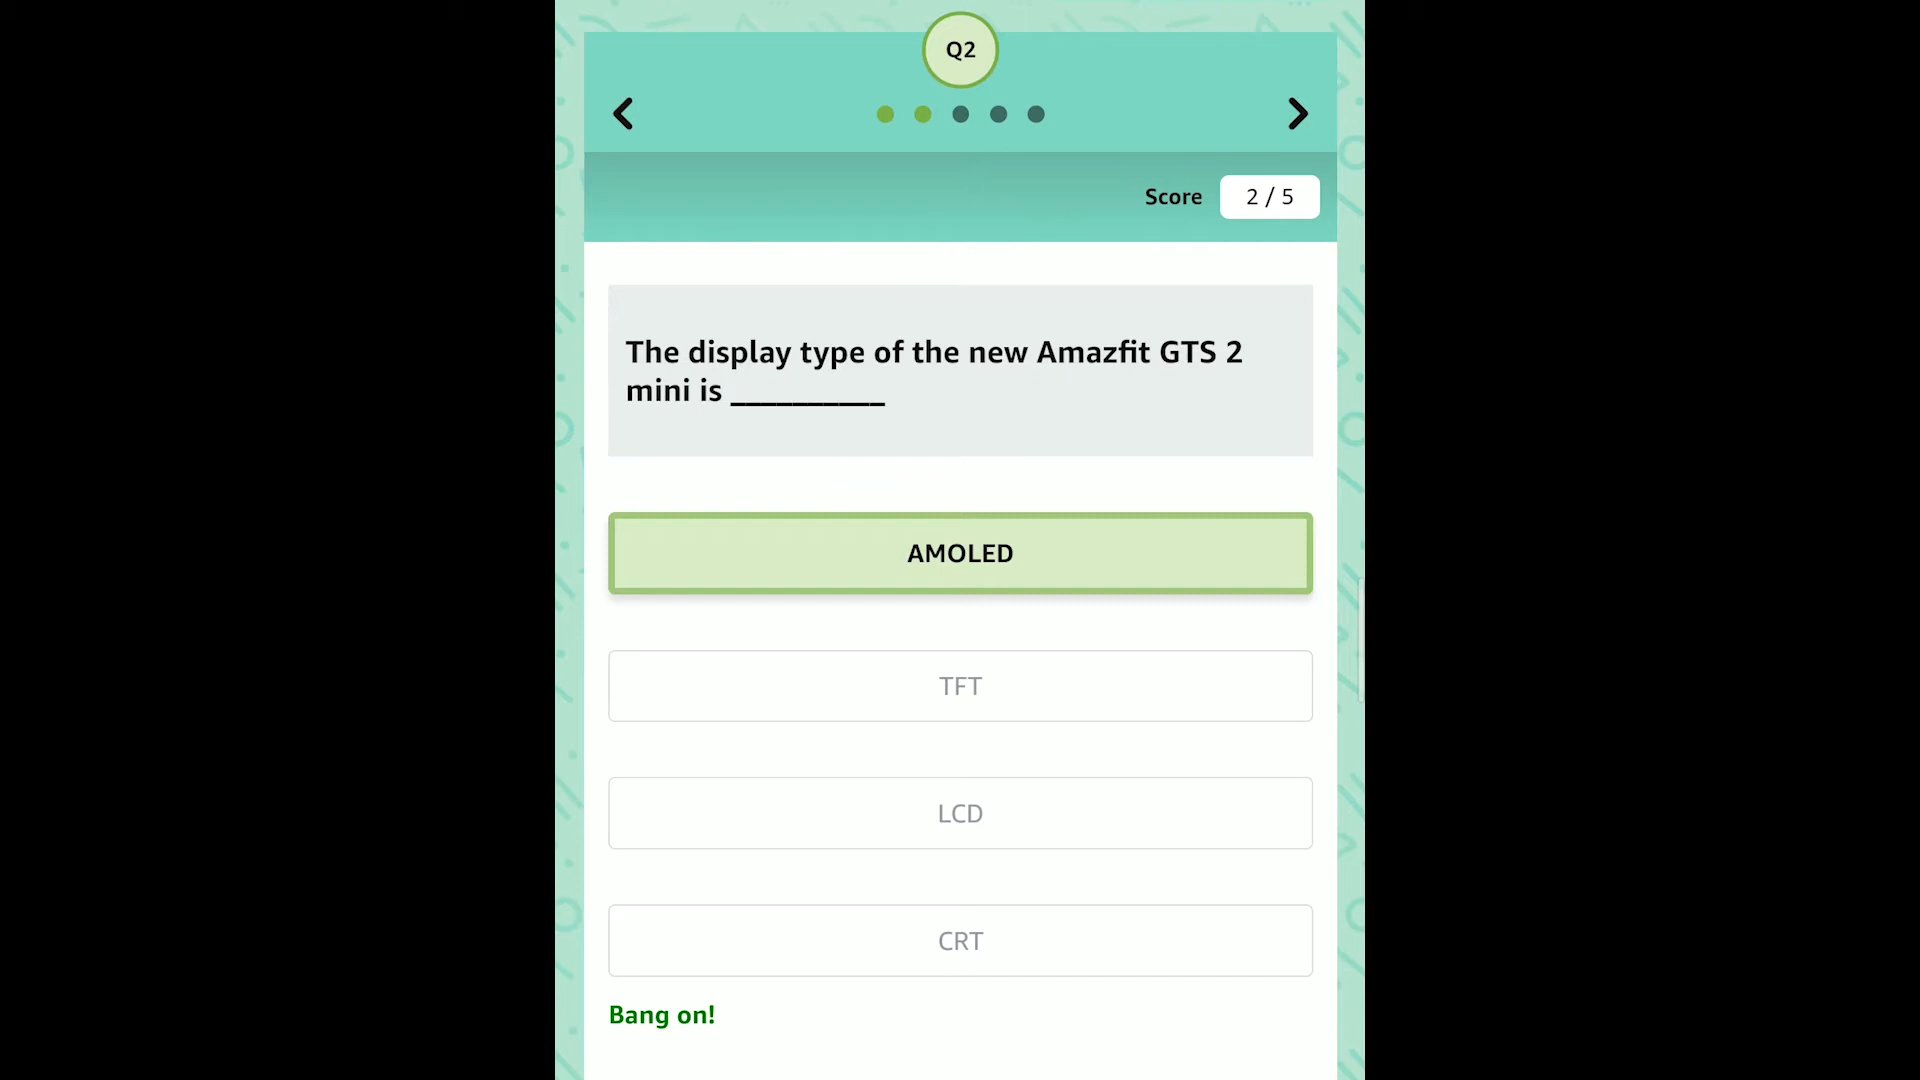 Q2
Score 2 / 5
The display type of the new Amazfit GTS 2
mini is __________
AMOLED
TFT
LCD
CRT
Bang on!